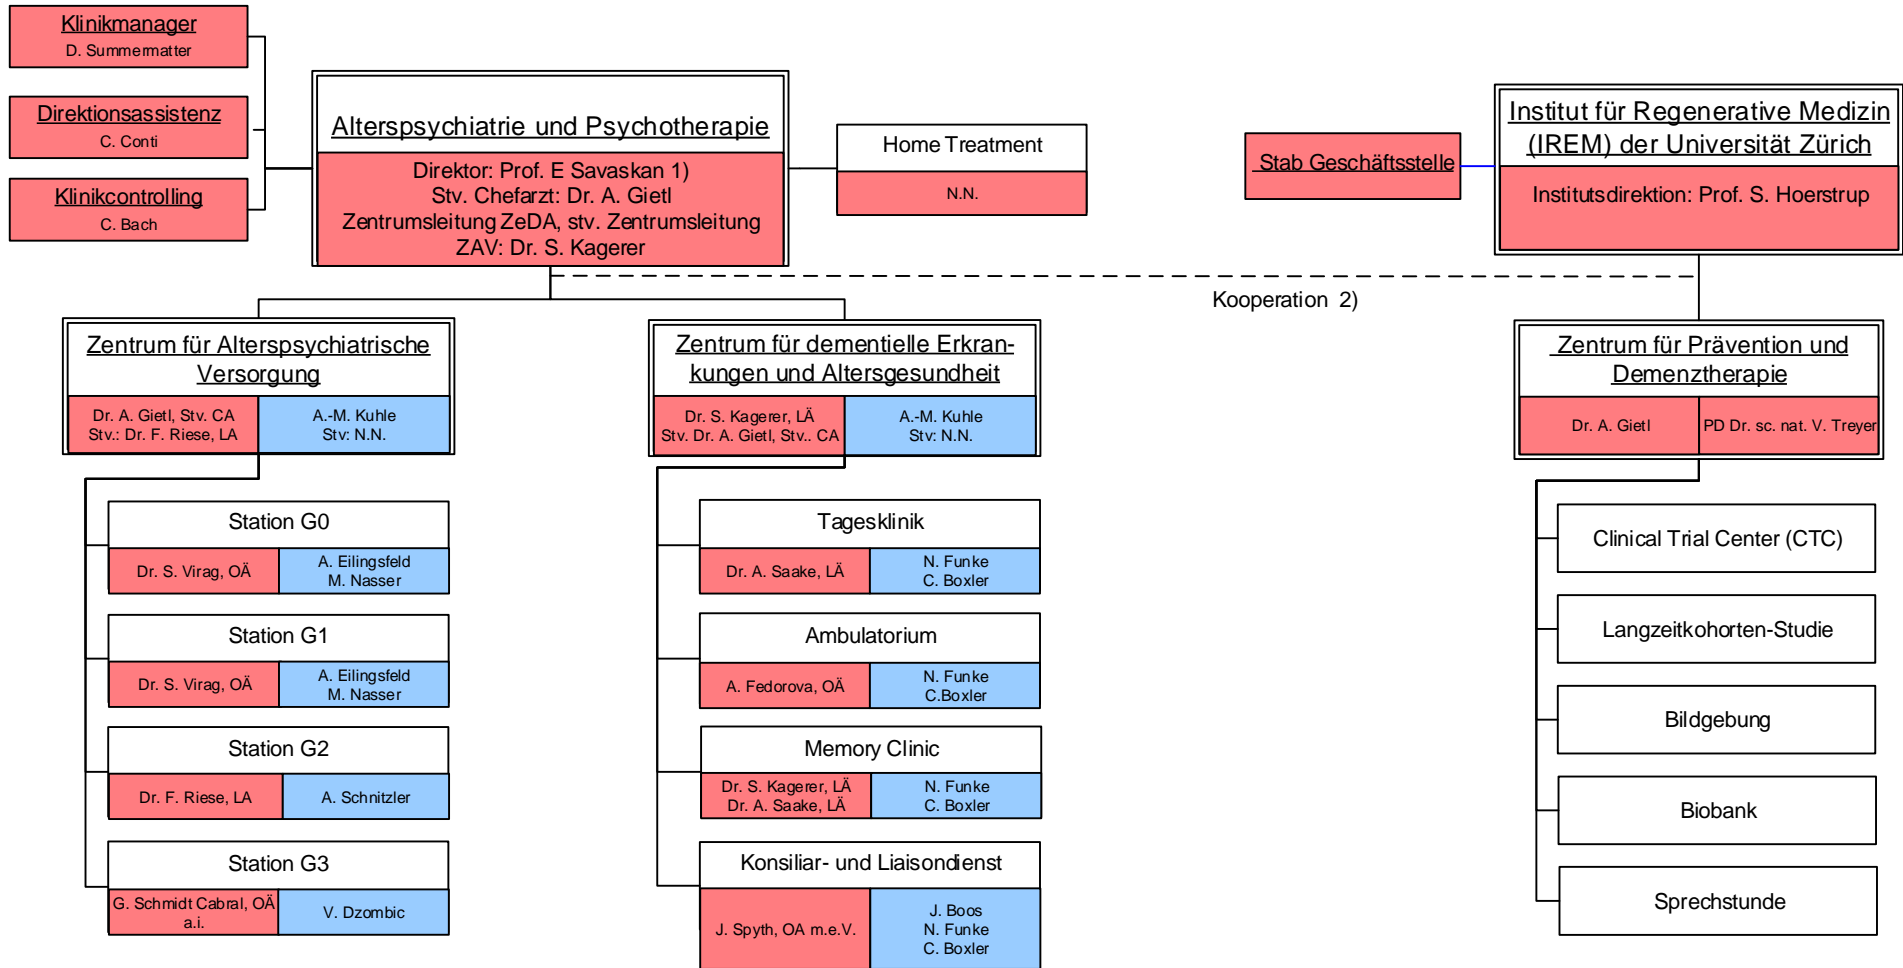 Klinikmanager
D. Summermatter
Direktionsassistenz
C. Conti
Klinikcontrolling
C. Bach
Alterspsychiatrie und Psychotherapie
Direktor: Prof. E Savaskan 1)
Stv. Chefarzt: Dr. A. Gietl
Zentrumsleitung ZeDA, stv. Zentrumsleitung
ZAV: Dr. S. Kagerer
Home Treatment
N.N.
Stab Geschäftsstelle
Institut für Regenerative Medizin
(IREM) der Universität Zürich
Institutsdirektion: Prof. S. Hoerstrup
Kooperation 2)
Zentrum für Alterspsychiatrische
Versorgung
Dr. A. Gietl, Stv. CA
Stv.: Dr. F. Riese, LA
A.-M. Kuhle
Stv: N.N.
Station G0
Dr. S. Virag, OÄ
A. Eilingsfeld
M. Nasser
Station G1
Dr. S. Virag, OÄ
A. Eilingsfeld
M. Nasser
Station G2
Dr. F. Riese, LA
A. Schnitzler
Station G3
G. Schmidt Cabral, OÄ
a.i.
V. Dzombic
Zentrum für dementielle Erkran-
kungen und Altersgesundheit
Dr. S. Kagerer, LÄ
Stv. Dr. A. Gietl, Stv.. CA
A.-M. Kuhle
Stv: N.N.
Tagesklinik
Dr. A. Saake, LÄ
N. Funke
C. Boxler
Ambulatorium
A. Fedorova, OÄ
N. Funke
C.Boxler
Memory Clinic
Dr. S. Kagerer, LÄ
Dr. A. Saake, LÄ
N. Funke
C. Boxler
Konsiliar- und Liaisondienst
J. Spyth, OA m.e.V.
J. Boos
N. Funke
C. Boxler
Zentrum für Prävention und
Demenztherapie
Dr. A. Gietl
PD Dr. sc. nat. V. Treyer
Clinical Trial Center (CTC)
Langzeitkohorten-Studie
Bildgebung
Biobank
Sprechstunde